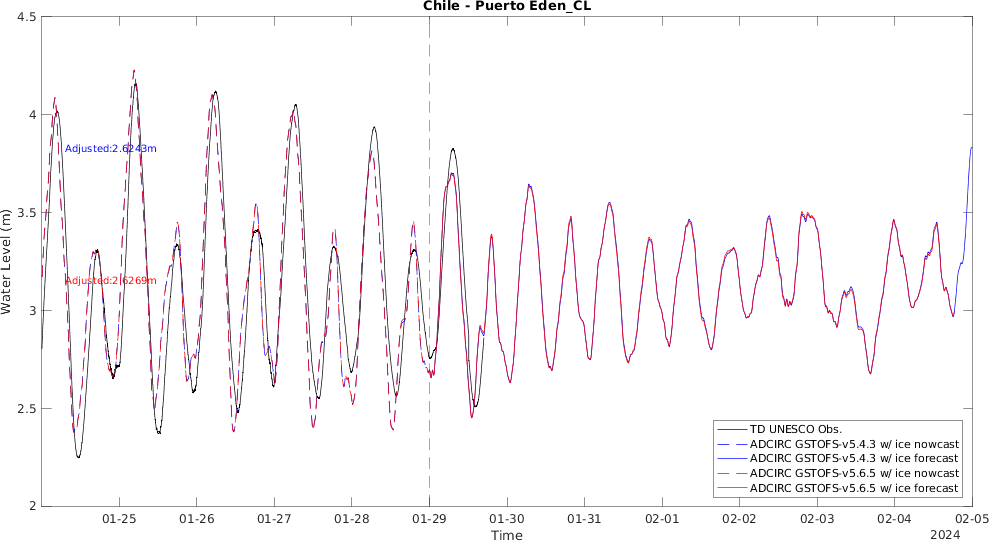 Chile - Puerto Eden_CL
4.5
4
3.5
3
2.5
2
Water Level (m)
Adjusted:2.6243m
Adjusted:2.6269m
TD UNESCO Obs.
ADCIRC GSTOFS-v5.4.3 w/ ice nowcast
ADCIRC GSTOFS-v5.4.3 w/ ice forecast
ADCIRC GSTOFS-v5.6.5 w/ ice nowcast
ADCIRC GSTOFS-v5.6.5 w/ ice forecast
01-25 01-26 01-27 01-28 01-29 01-30 01-31 02-01 02-02 02-03 02-04 02-05
Time
2024